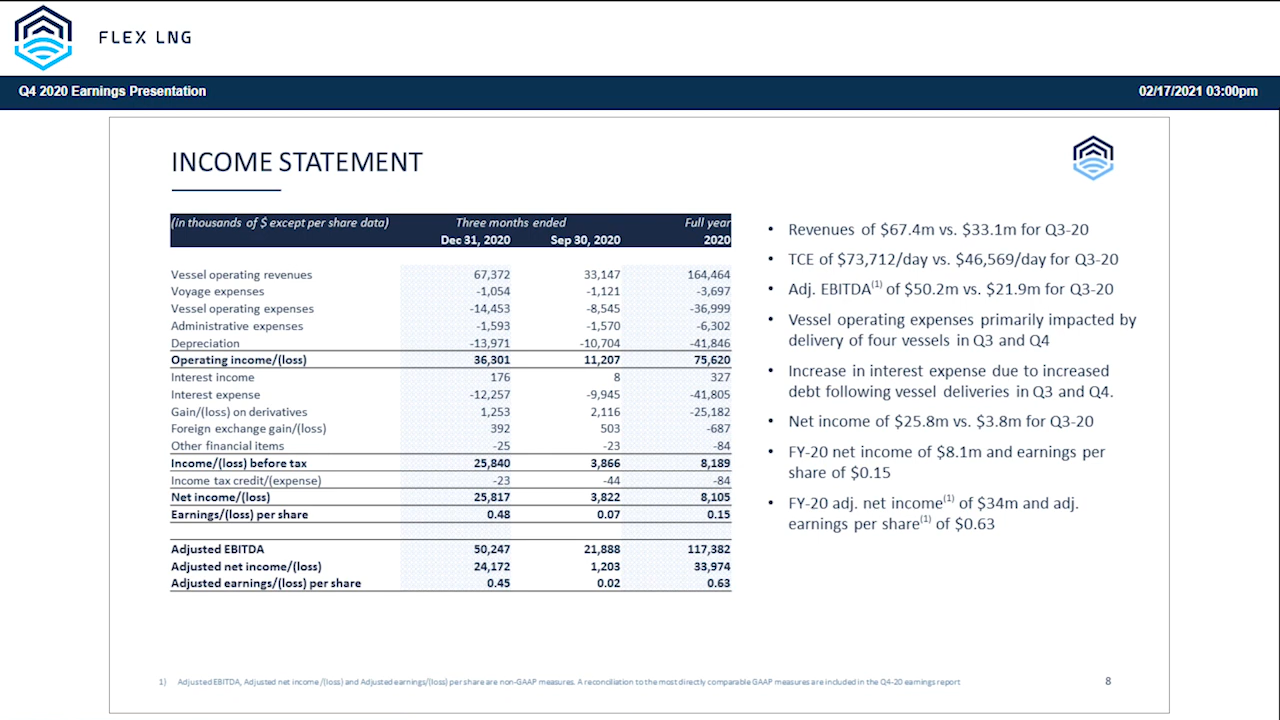 FLEX LNG
Q4 2020 Earnings Presentation 02/17/2021 03:00pm
INCOME STATEMENT
(in thousands of $ except per share data) Three months ended Full year
Dec 31, 2020 Sep 30, 2020 2020
Vessel operating revenues 67,372 33,147 164,464
Voyage expenses -1,054 -1,121 -3,697
Vessel operating expenses -14,453 -8,545 -36,999
Administrative expenses -1,593 -1,570 -6,302
Depreciation -13,971 -10,704 -41,846
Operating income/(loss) 36,301 11,207 75,620
Interest income 176 8 327
Interest expense -12,257 -9,945 -41,805
Gain/(loss) on derivatives 1,253 2,116 -25,182
Foreign exchange gain/(loss) 392 503 -687
Other financial items -25 -23 -84
Income/(loss) before tax 25,840 3,866 8,189
Income tax credit/(expense) -23 -44 -84
Net income/(loss) 25,817 3,822 8,105
Earnings/(loss) per share 0.48 0.07 0.15
Adjusted EBITDA 50,247 21,888 117,382
Adjusted net income/(loss) 24,172 1,203 33,974
Adjusted earnings/(loss) per share 0.45 0.02 0.63
• Revenues of $67.4m vs. $33.1m for Q3-20
• TCE of $73,712/day vs. $46,569/day for Q3-20
• Adj. EBITDA(1) of $50.2m vs. $21.9m for Q3-20
• Vessel operating expenses primarily impacted by
delivery of four vessels in Q3 and Q4
• Increase in interest expense due to increased
debt following vessel deliveries in Q3 and Q4.
• Net income of $25.8m vs. $3.8m for Q3-20
• FY-20 net income of $8.1m and earnings per
share of $0.15
• FY-20 adj. net income(1) of $34m and adj.
earnings per share(1) of $0.63
1) Adjusted EBITDA, Adjusted net income /(loss) and Adjusted earnings/(loss) per share are non-GAAP measures. A reconciliation to the most directly comparable GAAP measures are included in the Q4-20 earnings report
8